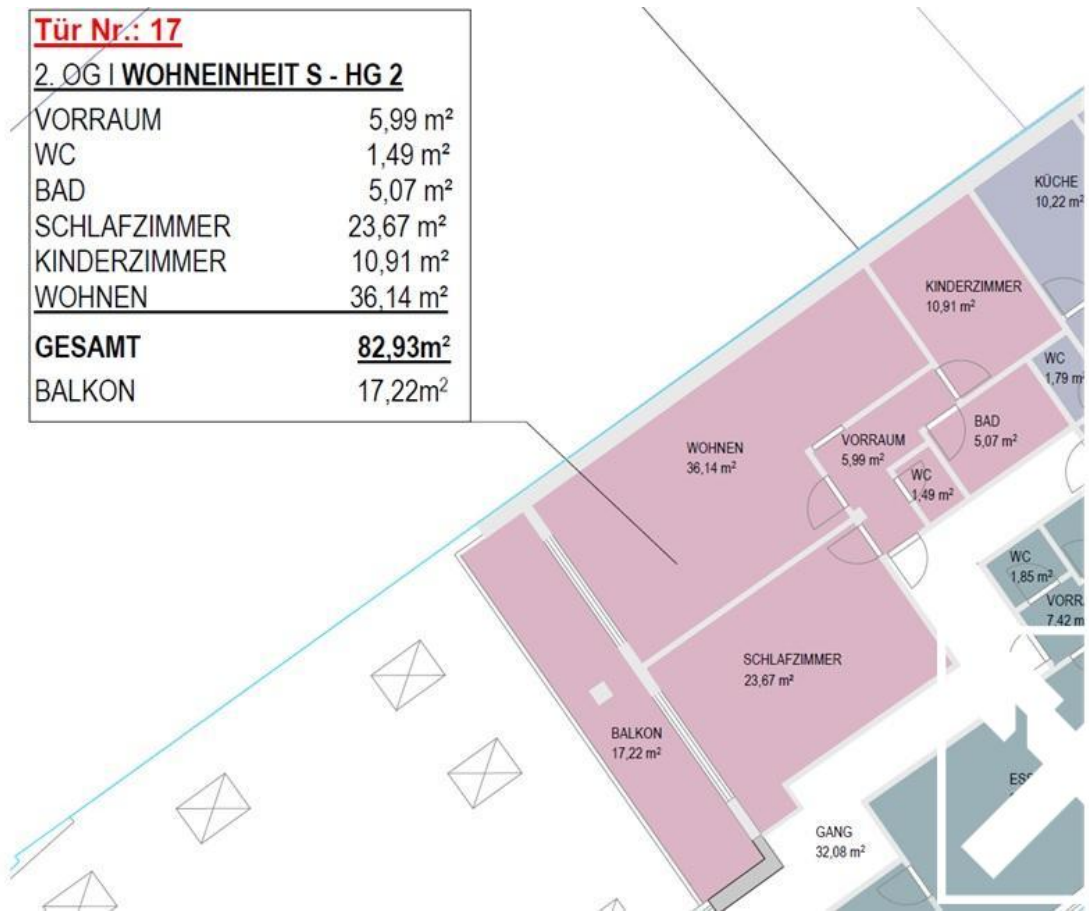 Tür Nr.: 17
2. OG I WOHNEINHEIT S - HG 2
VORRAUM 5,99 m²
WC 1,49 m²
BAD 5,07 m²
SCHLAFZIMMER 23,67 m²
KINDERZIMMER 10,91 m²
WOHNEN 36,14 m²
GESAMT 82,93m²
BALKON 17,22m²
KÜCHE
10,22 m²
KINDERZIMMER
10,91 m²
WC
1,79 m²
BAD
5,07 m²
WOHNEN
36,14 m²
VORRAUM
5,99 m²
WC
1,49 m²
WC
1,85 m²
VORR
7,42 m
SCHLAFZIMMER
23,67 m²
BALKON
17,22 m²
ESS
GANG
32,08 m²